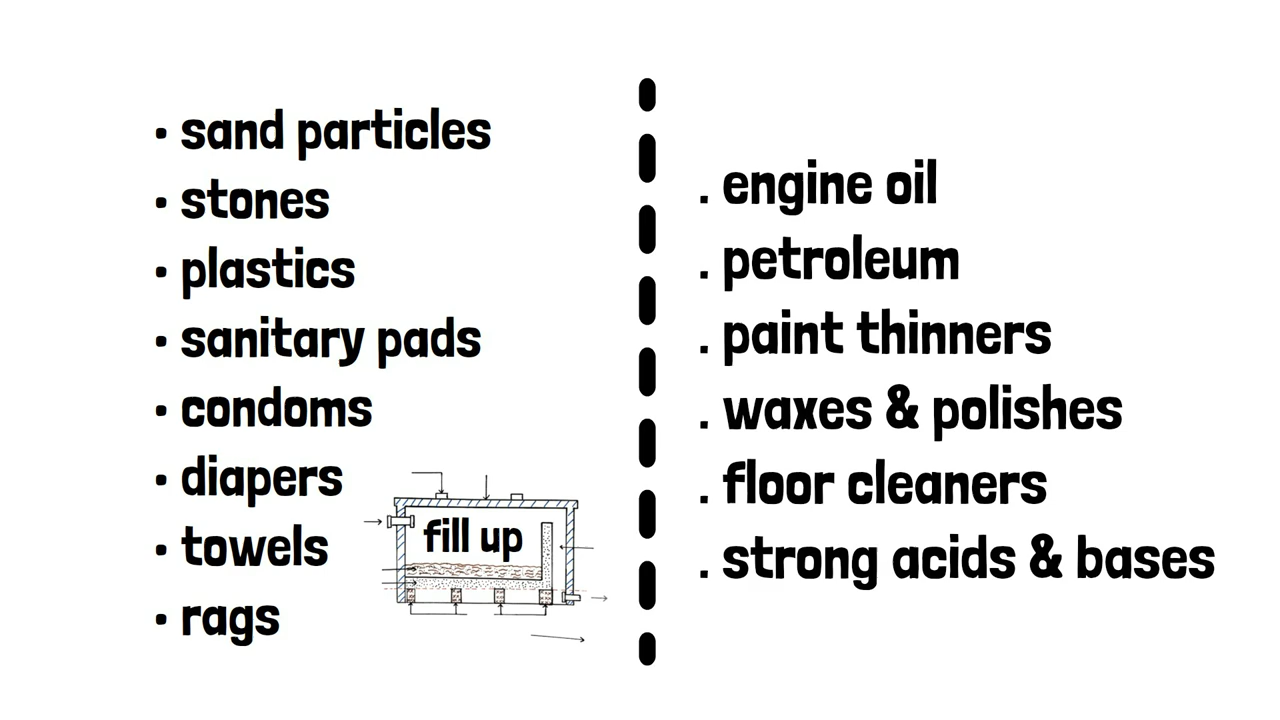 • sand particles
• stones
• plastics
• sanitary pads
• condoms
• diapers
• towels
• rags
fill up
. engine oil
. petroleum
. paint thinners
. waxes & polishes
. floor cleaners
. strong acids & bases